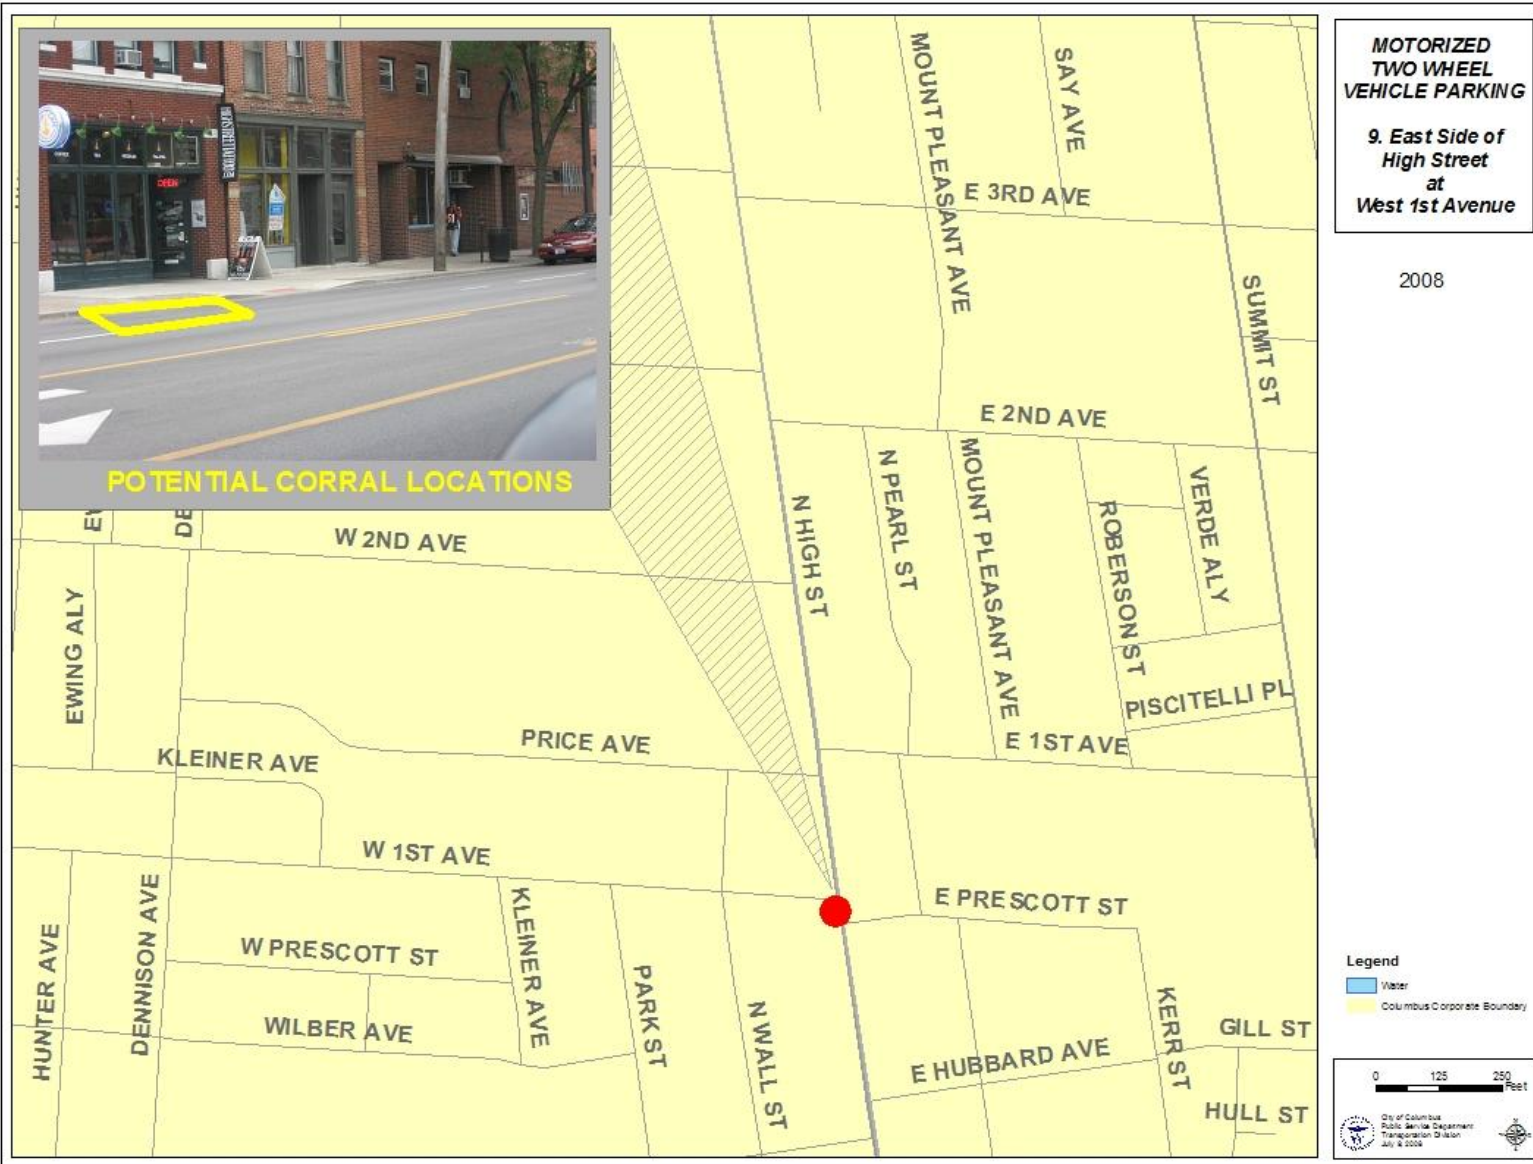 MOTORIZED
TWO WHEEL
VEHICLE PARKING
9. East Side of
High Street
at
West 1st Avenue
2008
OPEN
POTENTIAL CORRAL LOCATIONS
MOUNT PLEASANT AVE
SAY AVE
E 3RD AVE
SUMMIT ST
E 2ND AVE
N HIGH ST
N PEARL ST
MOUNT PLEASANT AVE
ROBERSON ST
VERDE ALY
EW
DE
W 2ND AVE
EWING ALY
PISCITELLI PL
PRICE AVE
E 1ST AVE
KLEINER AVE
W 1ST AVE
E PRESCOTT ST
HUNTER AVE
DENNISON AVE
W PRESCOTT ST
KLEINER AVE
PARK ST
N WALL ST
WILBER AVE
E HUBBARD AVE
KERR ST
GILL ST
HULL ST
Legend
Water
Columbus Corporate Boundary
0 125 250
Feet
City of Columbus
Public Service Department
Transportation Division